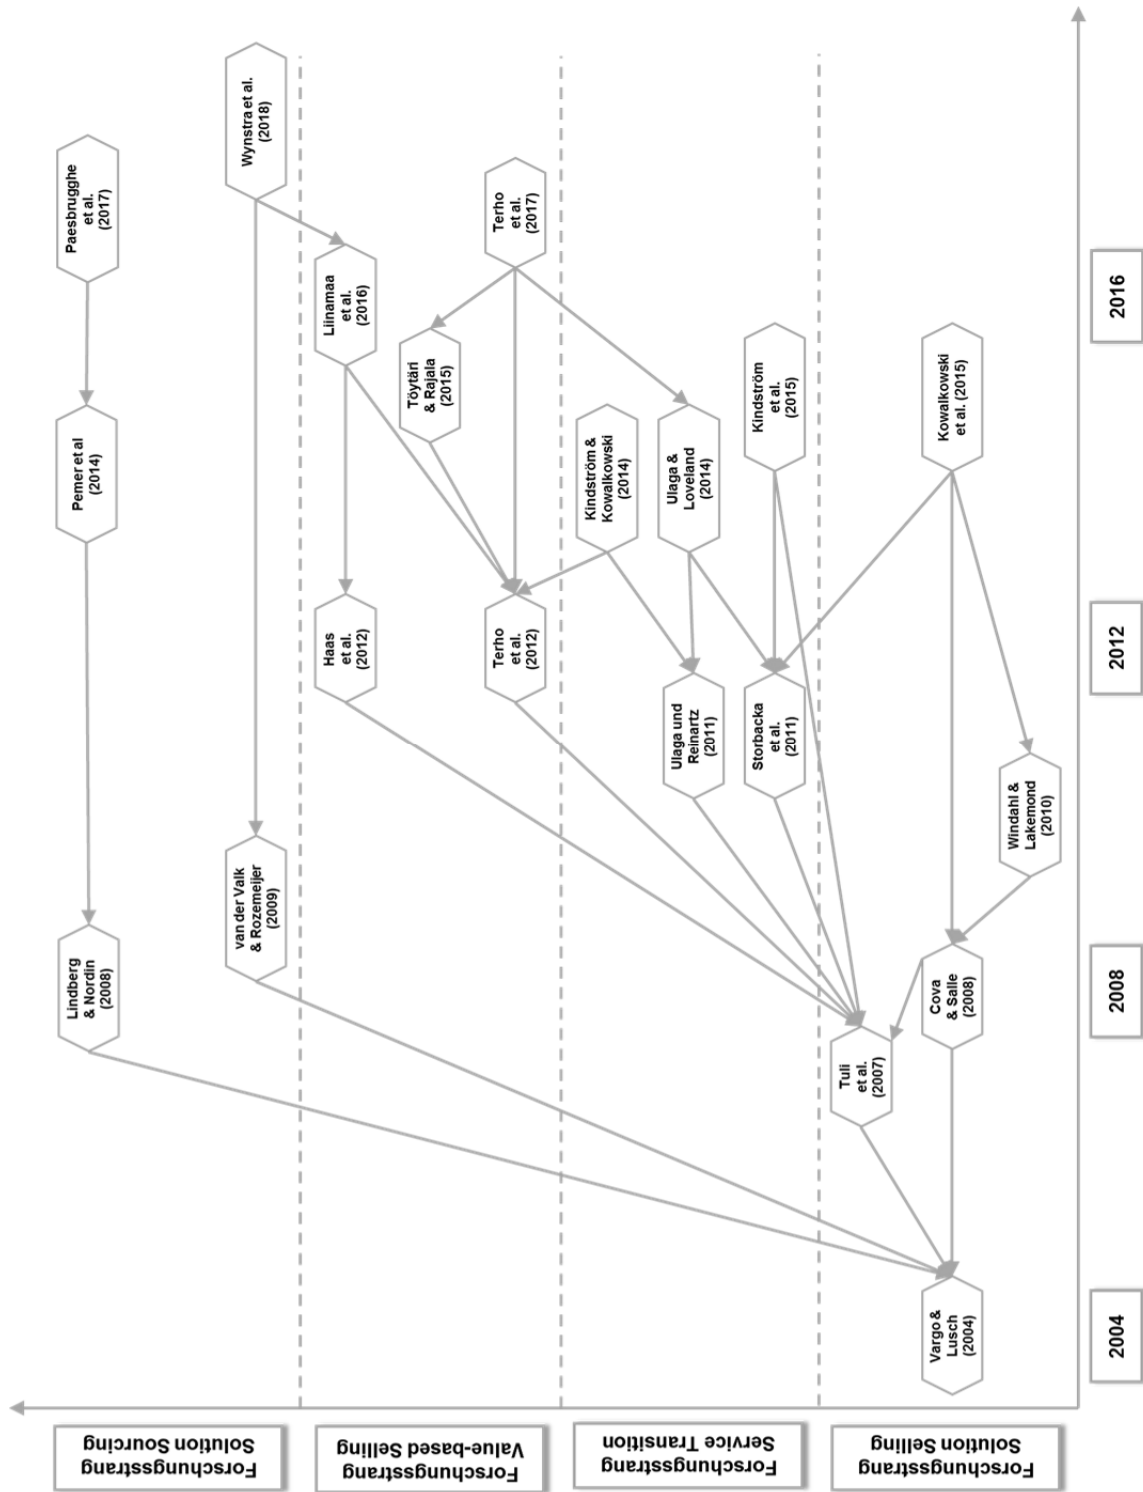 Forschungsstrang
Solution Sourcing
Forschungsstrang
Value-based Selling
Forschungsstrang
Service Transition
Forschungsstrang
Solution Selling
Lindberg
& Nordin
(2008)
Pemer et al
(2014)
Paesbrugghe
et al.
(2017)
van der Valk
& Rozemeijer
(2009)
Wynstra et al.
(2018)
Haas
et al.
(2012)
Liinamaa
et al.
(2016)
Töytäri
& Rajala
(2015)
Terho
et al.
(2012)
Terho
et al.
(2017)
Kindström &
Kowalkowski
(2014)
Ulaga und
Reinartz
(2011)
Ulaga &
Loveland
(2014)
Storbacka
et al.
(2011)
Kindström
et al.
(2015)
Tuli
et al.
(2007)
Vargo &
Lusch
(2004)
Cova
& Salle
(2008)
Kowalkowski
et al. (2015)
Windahl &
Lakemond
(2010)
2004
2008
2012
2016